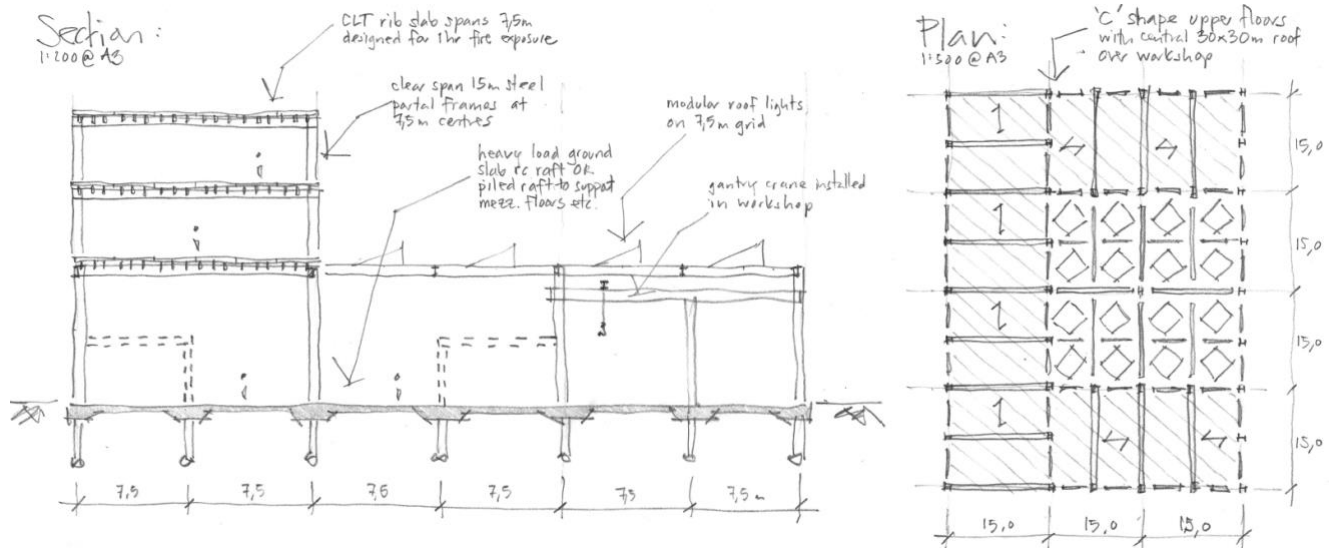 Section:
1:200@A3
CLT rib slab spans 7,5m
designed for 1hr fire exposure
clear span 15m steel
portal frames at
7,5m centres
heavy load ground
slab rc raft OR
piled raft to support
mezz. floors etc.
modular roof lights
on 7,5m grid
gantry crane installed
in workshop
7,5
7,5
7,5
7,5
7,5
7,5m
Plan:
1:500@A3
'C' shape upper floors
with central 30x30m roof
over workshop
15,0
15,0
15,0
15,0
15,0
15,0
15,0